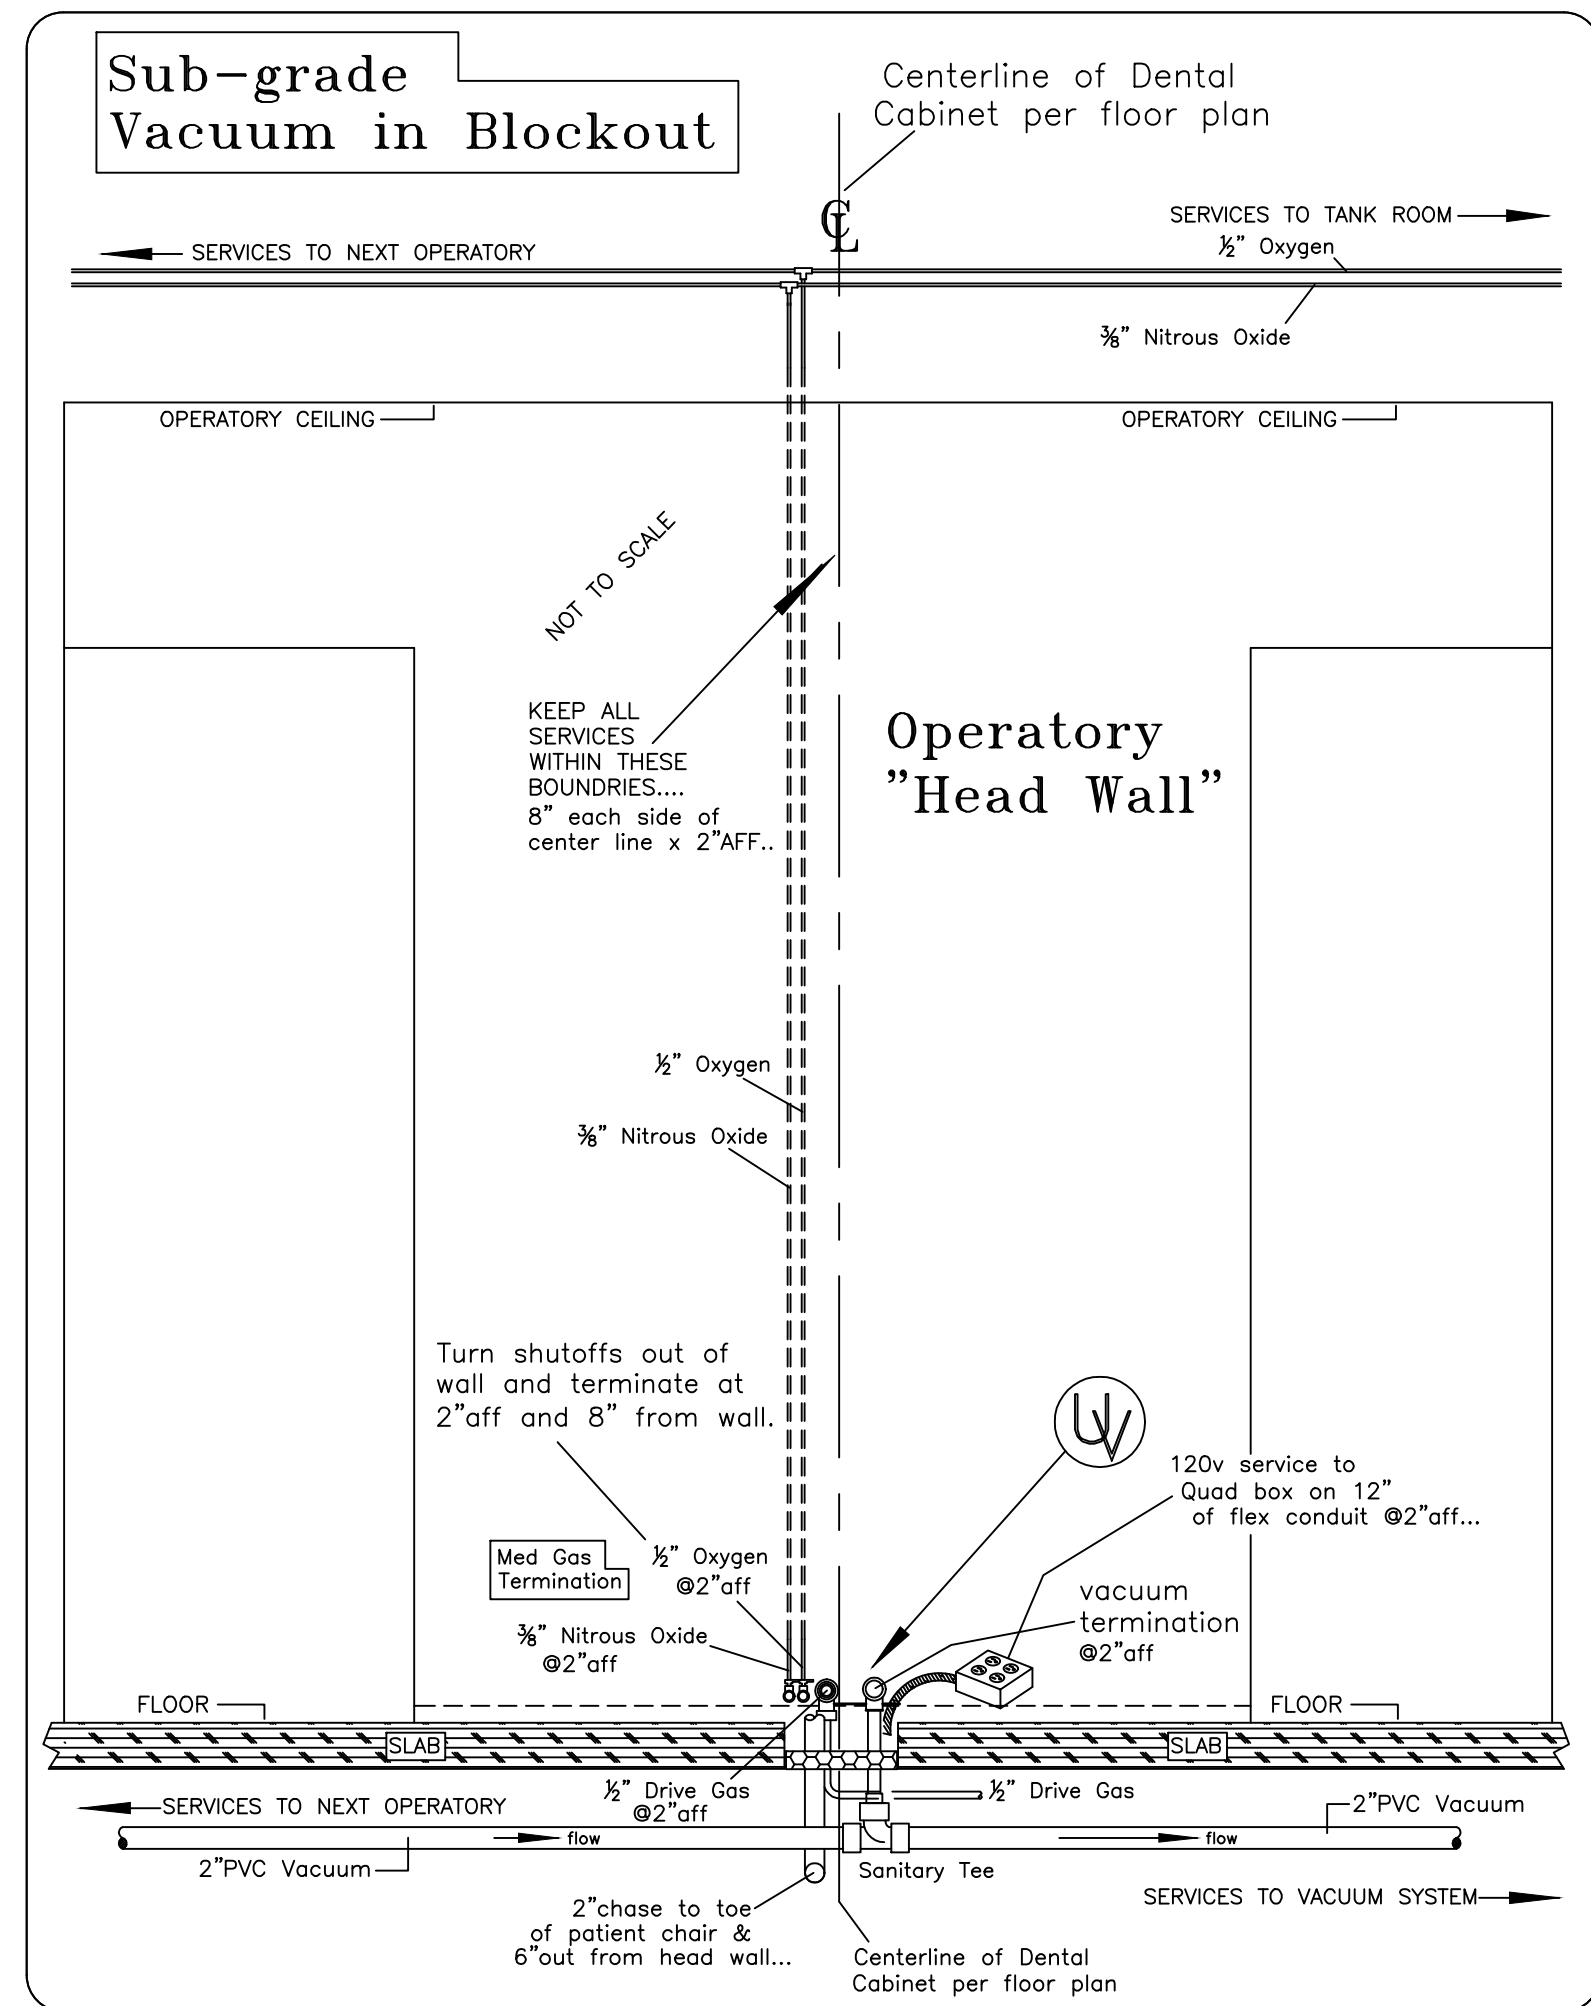 Sub-grade
Vacuum in Blockout
Centerline of Dental
Cabinet per floor plan
CL
SERVICES TO TANK ROOM
SERVICES TO NEXT OPERATORY
½” Oxygen
⅜” Nitrous Oxide
OPERATORY CEILING
OPERATORY CEILING
NOT TO SCALE
KEEP ALL
SERVICES
WITHIN THESE
BOUNDRIES....
8” each side of
center line x 2”AFF..
Operatory
”Head Wall”
½” Oxygen
⅜” Nitrous Oxide
Turn shutoffs out of
wall and terminate at
2”aff and 8” from wall.
UV
120v service to
Quad box on 12”
of flex conduit @2”aff...
Med Gas
Termination
½” Oxygen
@2”aff
vacuum
termination
@2”aff
⅜” Nitrous Oxide
@2”aff
FLOOR
FLOOR
SLAB
SLAB
½” Drive Gas
@2”aff
½” Drive Gas
SERVICES TO NEXT OPERATORY
2”PVC Vacuum
flow
flow
2”PVC Vacuum
Sanitary Tee
SERVICES TO VACUUM SYSTEM
2”chase to toe
of patient chair &
6”out from head wall...
Centerline of Dental
Cabinet per floor plan